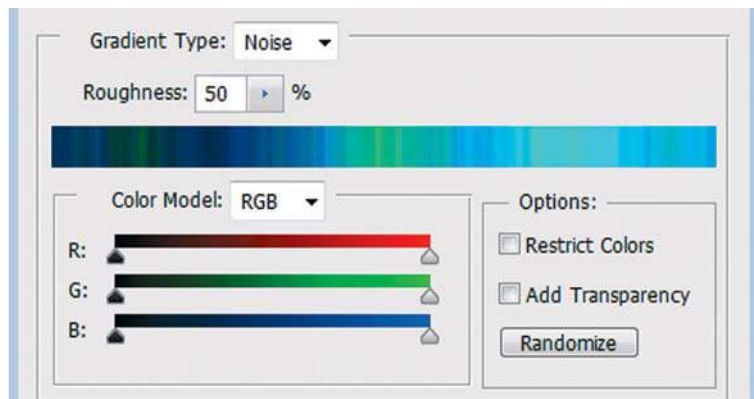 Gradient Type: Noise
Roughness: 50 %
Color Model: RGB
R:
G:
B:
Options:
Restrict Colors
Add Transparency
Randomize